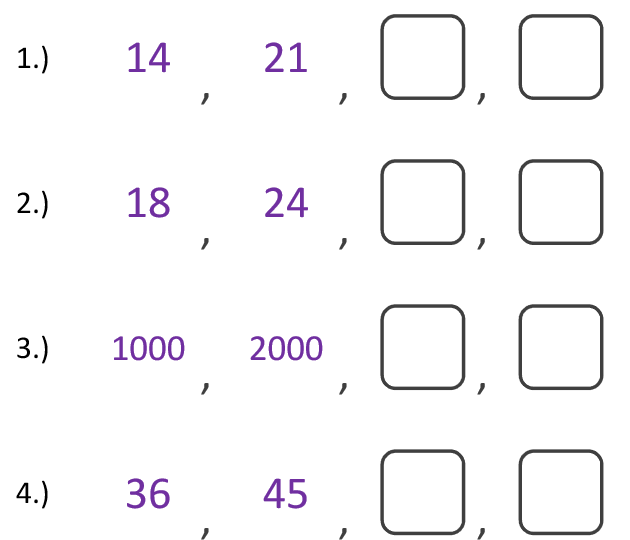 1.) 14 , 21 , ,
2.) 18 , 24 , ,
3.) 1000 , 2000 , ,
4.) 36 , 45 , ,